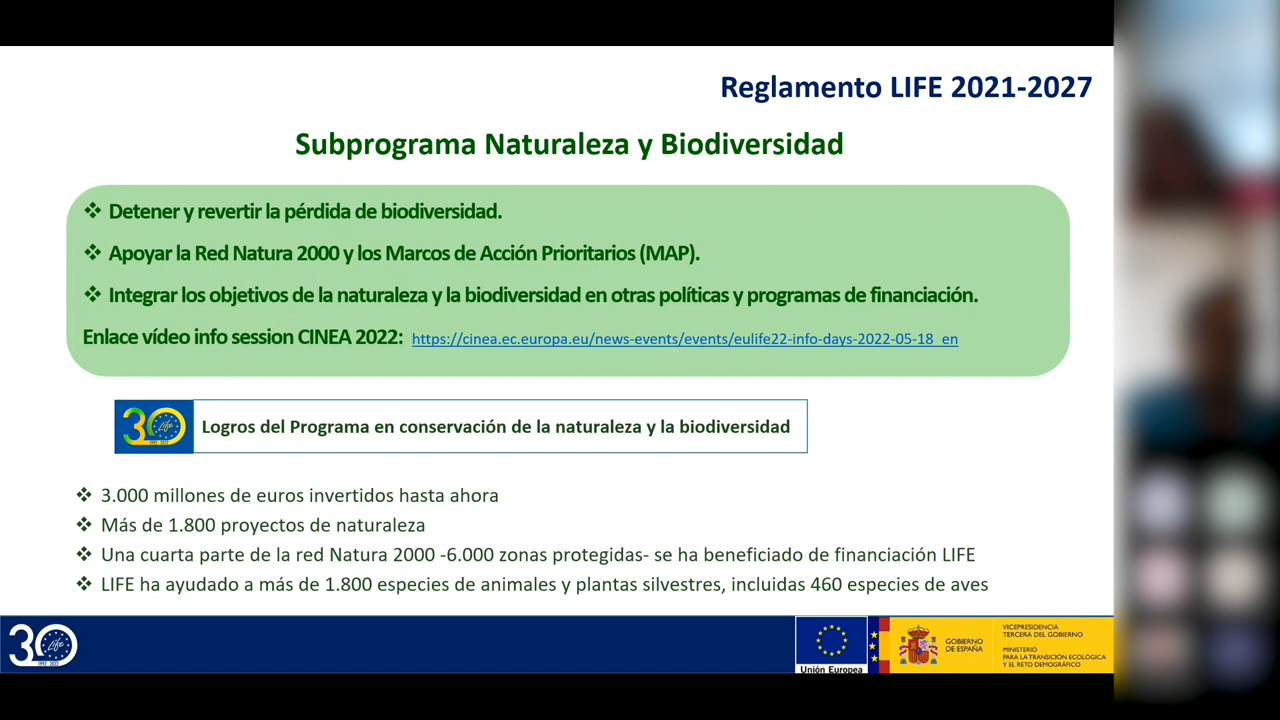 Reglamento LIFE 2021-2027
Subprograma Naturaleza y Biodiversidad
❖ Detener y revertir la pérdida de biodiversidad.
❖ Apoyar la Red Natura 2000 y los Marcos de Acción Prioritarios (MAP).
❖ Integrar los objetivos de la naturaleza y la biodiversidad en otras políticas y programas de financiación.
Enlace vídeo info session CINEA 2022: https://cinea.ec.europa.eu/news-events/events/eulife22-info-days-2022-05-18_en
30 Life
Logros del Programa en conservación de la naturaleza y la biodiversidad
❖ 3.000 millones de euros invertidos hasta ahora
❖ Más de 1.800 proyectos de naturaleza
❖ Una cuarta parte de la red Natura 2000 -6.000 zonas protegidas- se ha beneficiado de financiación LIFE
❖ LIFE ha ayudado a más de 1.800 especies de animales y plantas silvestres, incluidas 460 especies de aves
30 Life
1992-2022
Unión Europea
GOBIERNO
DE ESPAÑA
VICEPRESIDENCIA
TERCERA DEL GOBIERNO
MINISTERIO
PARA LA TRANSICIÓN ECOLÓGICA
Y EL RETO DEMOGRÁFICO